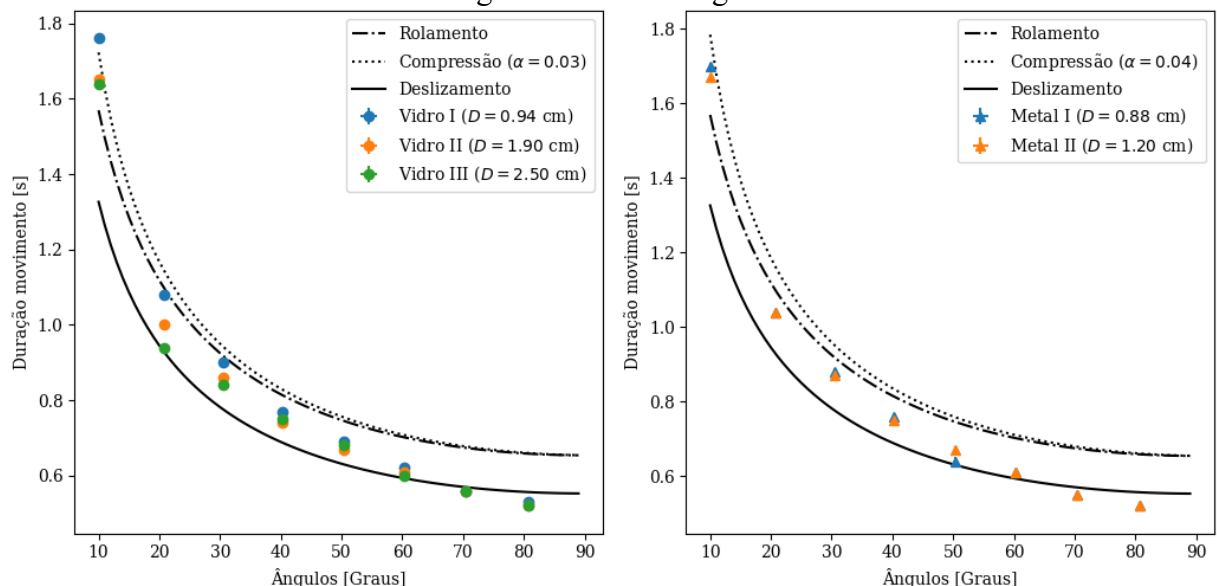 1.8
1.6
1.4
1.2
1.0
0.8
0.6
Duração movimento [s]
10 20 30 40 50 60 70 80 90
Ângulos [Graus]
Rolamento
Compressão (α = 0.03)
Deslizamento
Vidro I (D = 0.94 cm)
Vidro II (D = 1.90 cm)
Vidro III (D = 2.50 cm)
1.8
1.6
1.4
1.2
1.0
0.8
0.6
Duração movimento [s]
10 20 30 40 50 60 70 80 90
Ângulos [Graus]
Rolamento
Compressão (α = 0.04)
Deslizamento
Metal I (D = 0.88 cm)
Metal II (D = 1.20 cm)